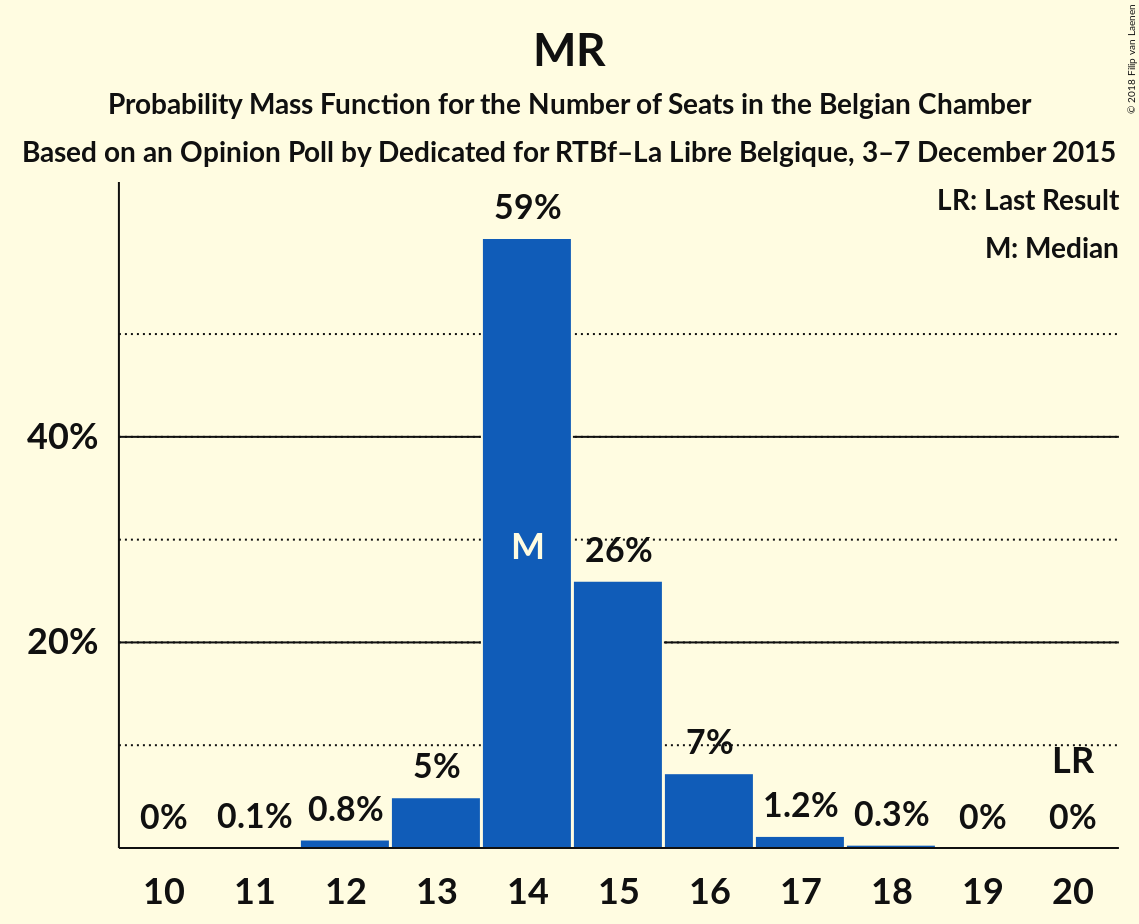 MR
Probability Mass Function for the Number of Seats in the Belgian Chamber
Based on an Opinion Poll by Dedicated for RTBf–La Libre Belgique, 3–7 December 2015
© 2018 Filip van Laenen
LR: Last Result
M: Median
40%
20%
0%
0.1%
0.8%
5%
59%
M
26%
7%
1.2%
0.3%
0%
LR
0%
10 11 12 13 14 15 16 17 18 19 20